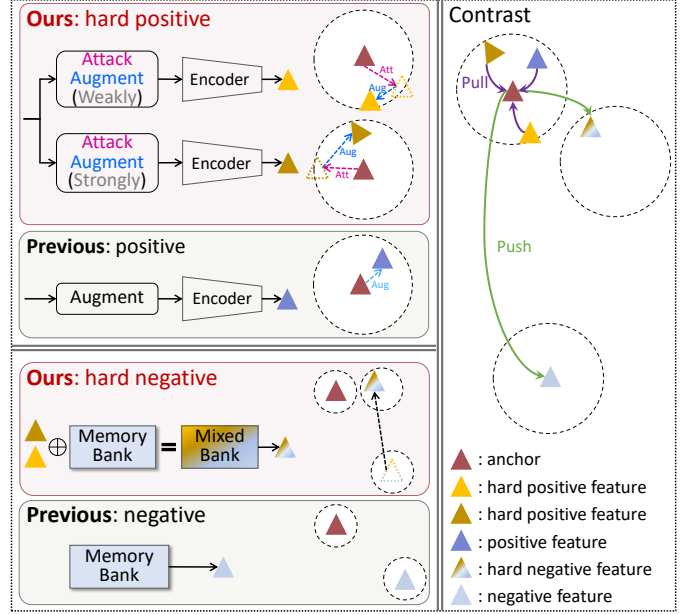 Ours: hard positive
Attack
Augment
(Weakly)
Encoder
Att
Aug
Attack
Augment
(Strongly)
Encoder
Aug
Att
Previous: positive
Augment
Encoder
Aug
Ours: hard negative
Memory
Bank
=
Mixed
Bank
Previous: negative
Memory
Bank
Contrast
Pull
Push
: anchor
: hard positive feature
: hard positive feature
: positive feature
: hard negative feature
: negative feature